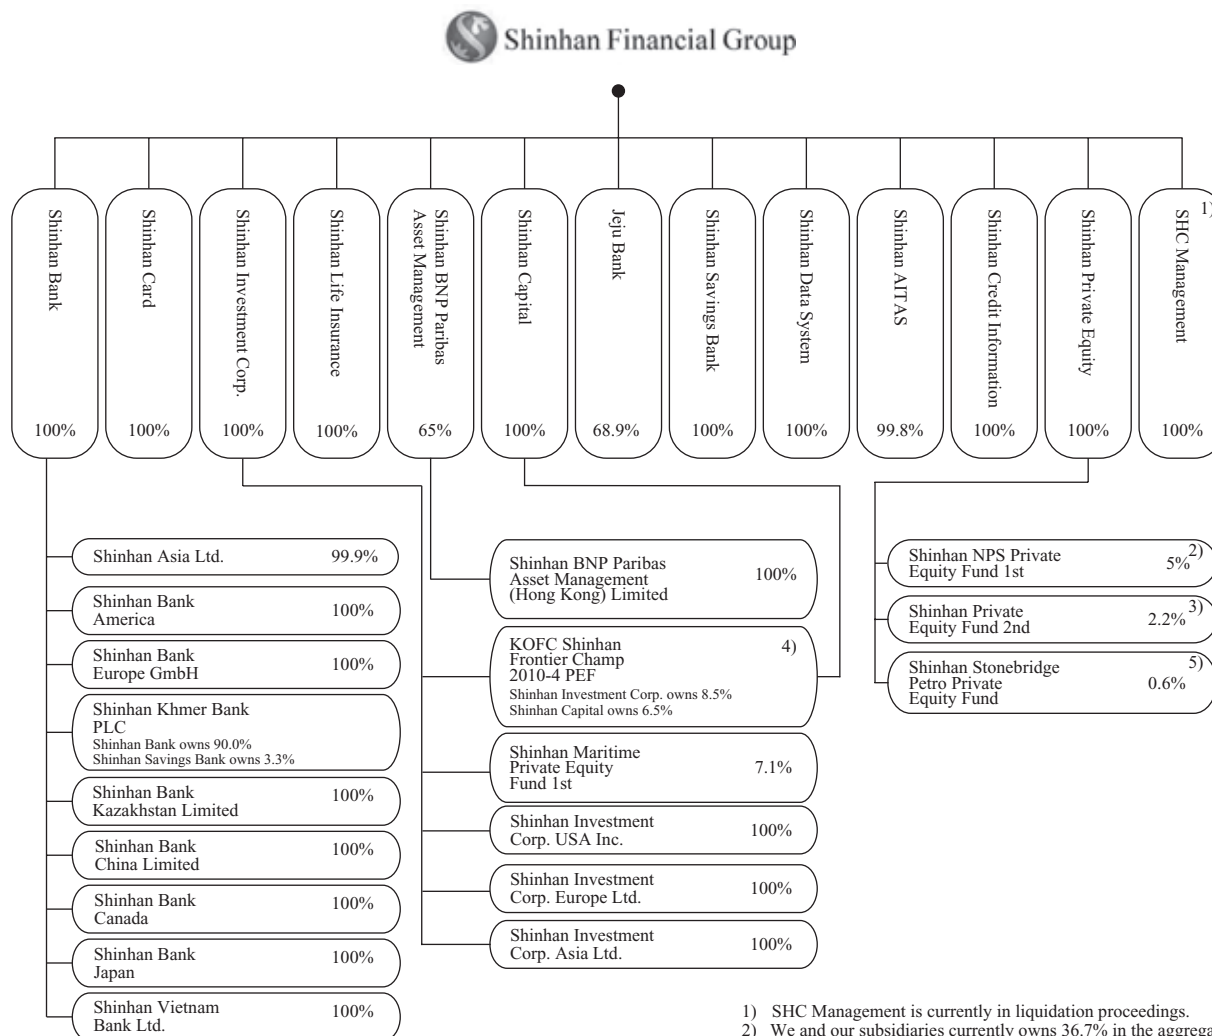 Shinhan Financial Group
Shinhan Bank
100%
Shinhan Card
100%
Shinhan Investment Corp.
100%
Shinhan Life Insurance
100%
Shinhan BNP Paribas
Asset Management
65%
Shinhan Capital
100%
Jeju Bank
68.9%
Shinhan Savings Bank
100%
Shinhan Data System
100%
Shinhan AITAS
99.8%
Shinhan Credit Information
100%
Shinhan Private Equity
100%
SHC Management 1)
100%
Shinhan Asia Ltd. 99.9%
Shinhan Bank
America 100%
Shinhan Bank
Europe GmbH 100%
Shinhan Khmer Bank
PLC
Shinhan Bank owns 90.0%
Shinhan Savings Bank owns 3.3%
Shinhan Bank
Kazakhstan Limited 100%
Shinhan Bank
China Limited 100%
Shinhan Bank
Canada 100%
Shinhan Bank
Japan 100%
Shinhan Vietnam
Bank Ltd. 100%
Shinhan BNP Paribas
Asset Management 100%
(Hong Kong) Limited
KOFC Shinhan 4)
Frontier Champ
2010-4 PEF
Shinhan Investment Corp. owns 8.5%
Shinhan Capital owns 6.5%
Shinhan Maritime
Private Equity 7.1%
Fund 1st
Shinhan Investment
Corp. USA Inc. 100%
Shinhan Investment
Corp. Europe Ltd. 100%
Shinhan Investment
Corp. Asia Ltd. 100%
Shinhan NPS Private 2)
Equity Fund 1st 5%
Shinhan Private 3)
Equity Fund 2nd 2.2%
Shinhan Stonebridge 5)
Petro Private 0.6%
Equity Fund
1) SHC Management is currently in liquidation proceedings.
2) We and our subsidiaries currently owns 36.7% in the